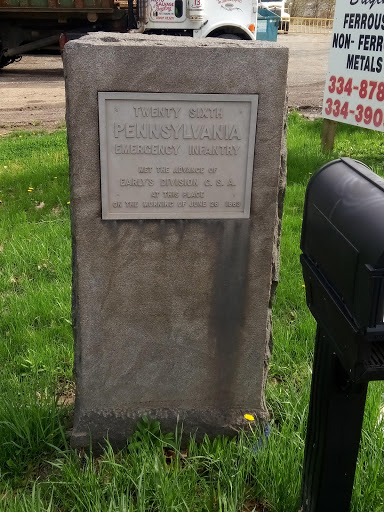 TWENTY SIXTH
PENNSYLVANIA
EMERGENCY INFANTRY
MET THE ADVANCE OF
EARLY'S DIVISION C. S. A.
AT THIS PLACE
ON THE MORNING OF JUNE 26 1863
FERROU
NON- FERR
METALS
334-878
334-390